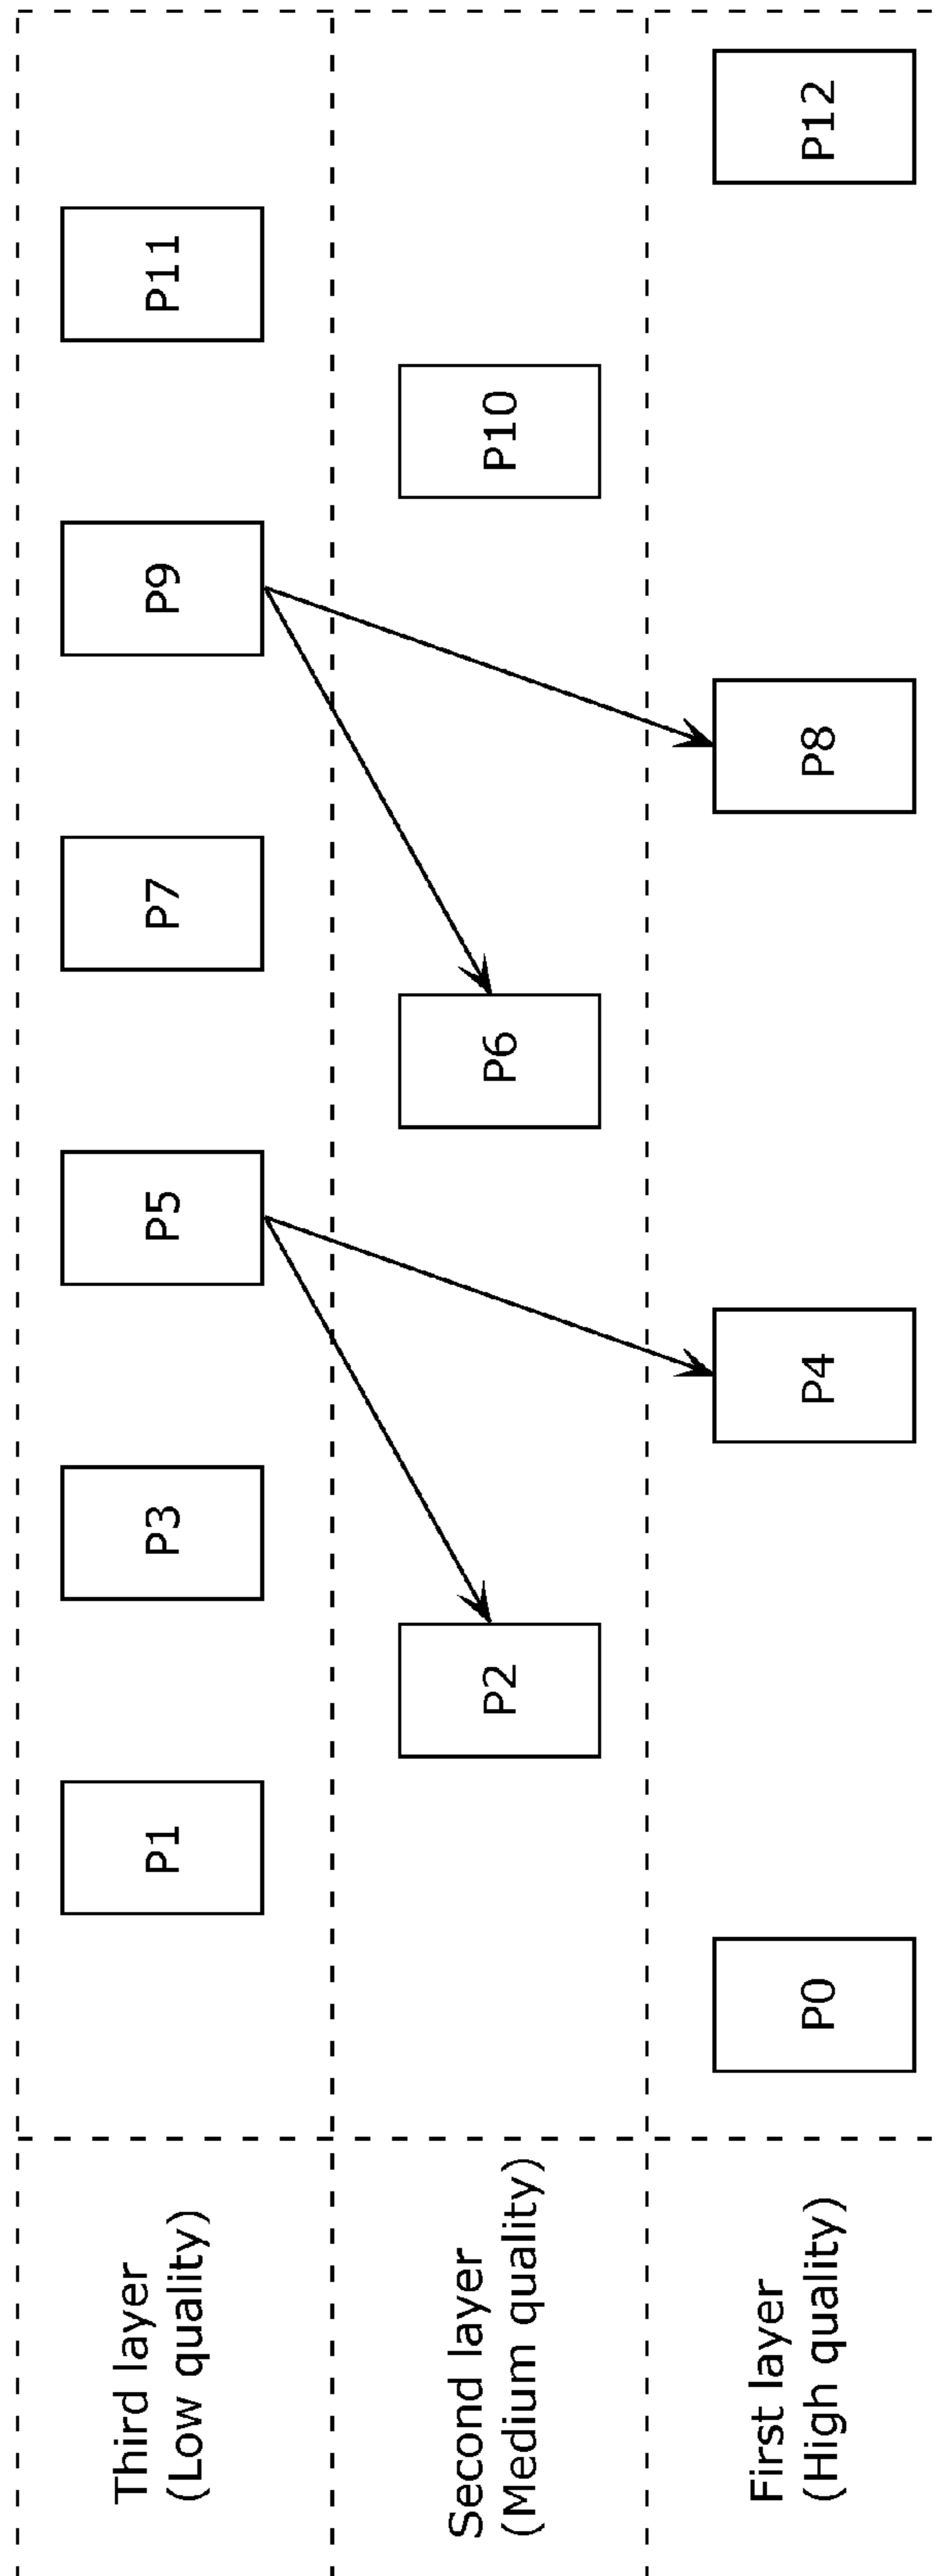 Third layer
(Low quality)
P1
P3
P5
P7
P9
P11
Second layer
(Medium quality)
P2
P6
P10
First layer
(High quality)
P0
P4
P8
P12